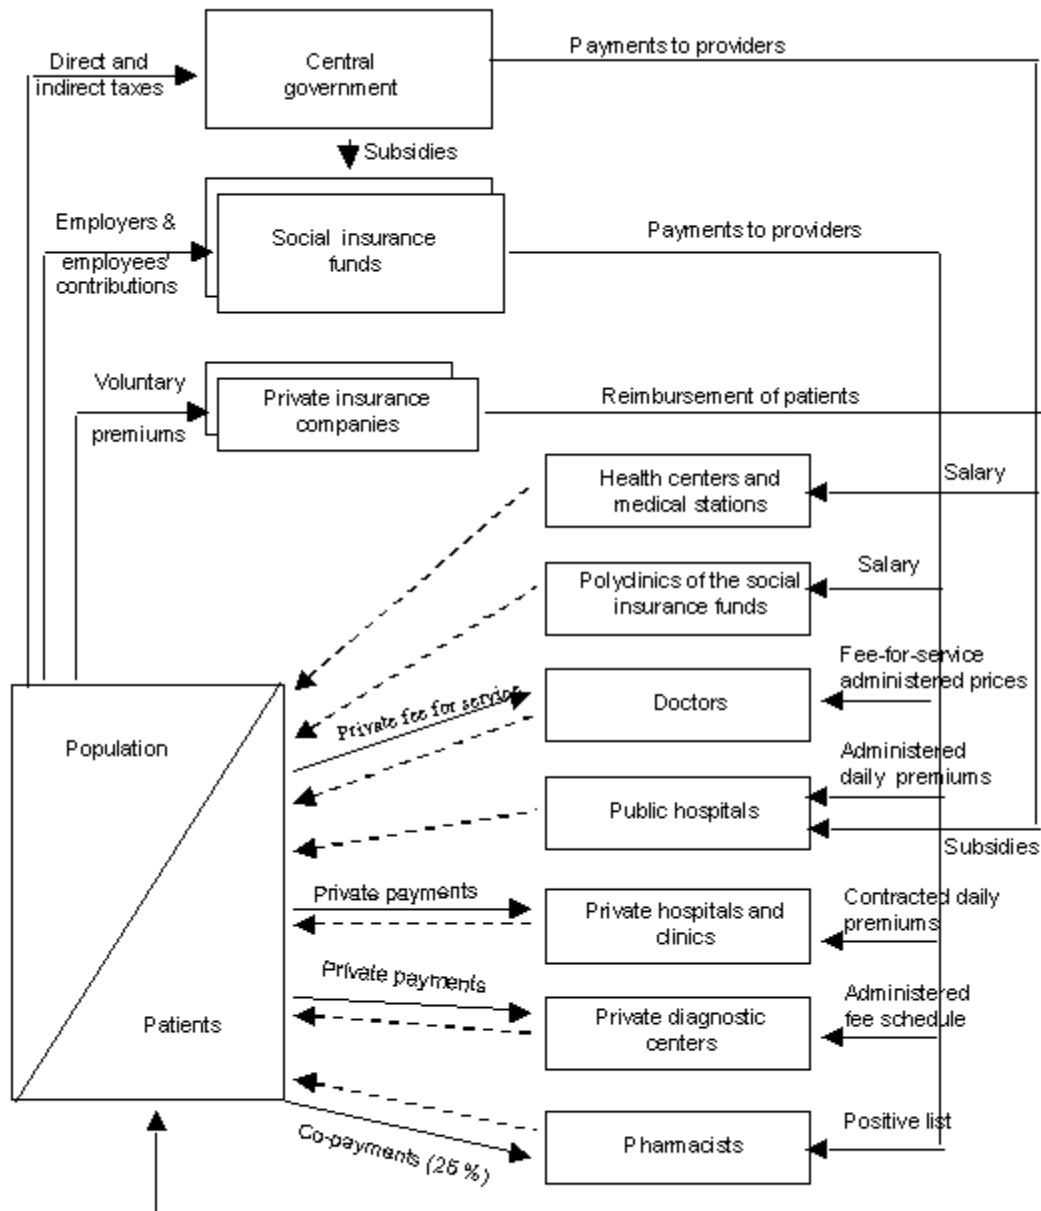 Direct and
indirect taxes
Central
government
Payments to providers
Subsidies
Employers &
employees'
contributions
Social insurance
funds
Payments to providers
Voluntary
premiums
Private insurance
companies
Reimbursement of patients
Health centers and
medical stations
Salary
Polyclinics of the social
insurance funds
Salary
Private fee for service
Doctors
Fee-for-service
administered prices
Population
Public hospitals
Administered
daily premiums
Subsidies
Private payments
Private hospitals and
clinics
Contracted daily
premiums
Private payments
Patients
Private diagnostic
centers
Administered
fee schedule
Co-payments (25 %)
Pharmacists
Positive list